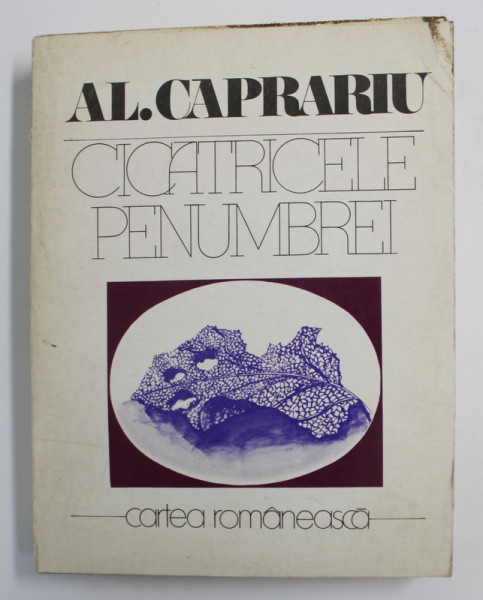 AL. CAPRARIU
CICATRICELE
PENUMBREI
cartea românească